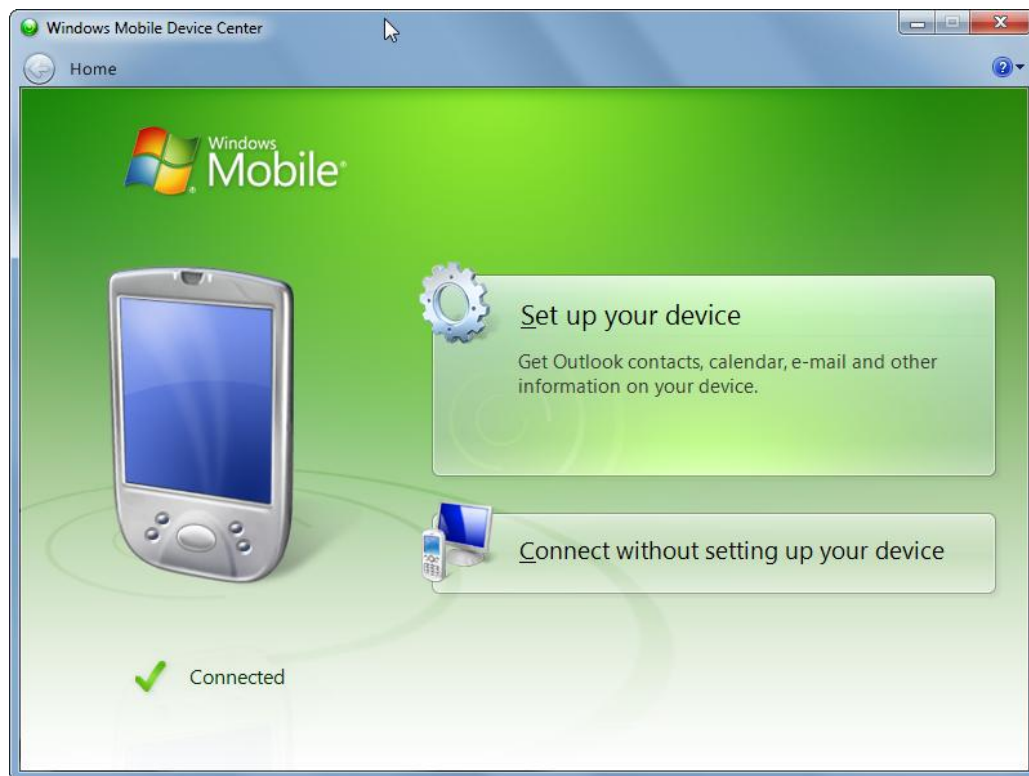 Windows Mobile Device Center
Home
Windows
Mobile®
Set up your device
Get Outlook contacts, calendar, e-mail and other
information on your device.
Connect without setting up your device
Connected